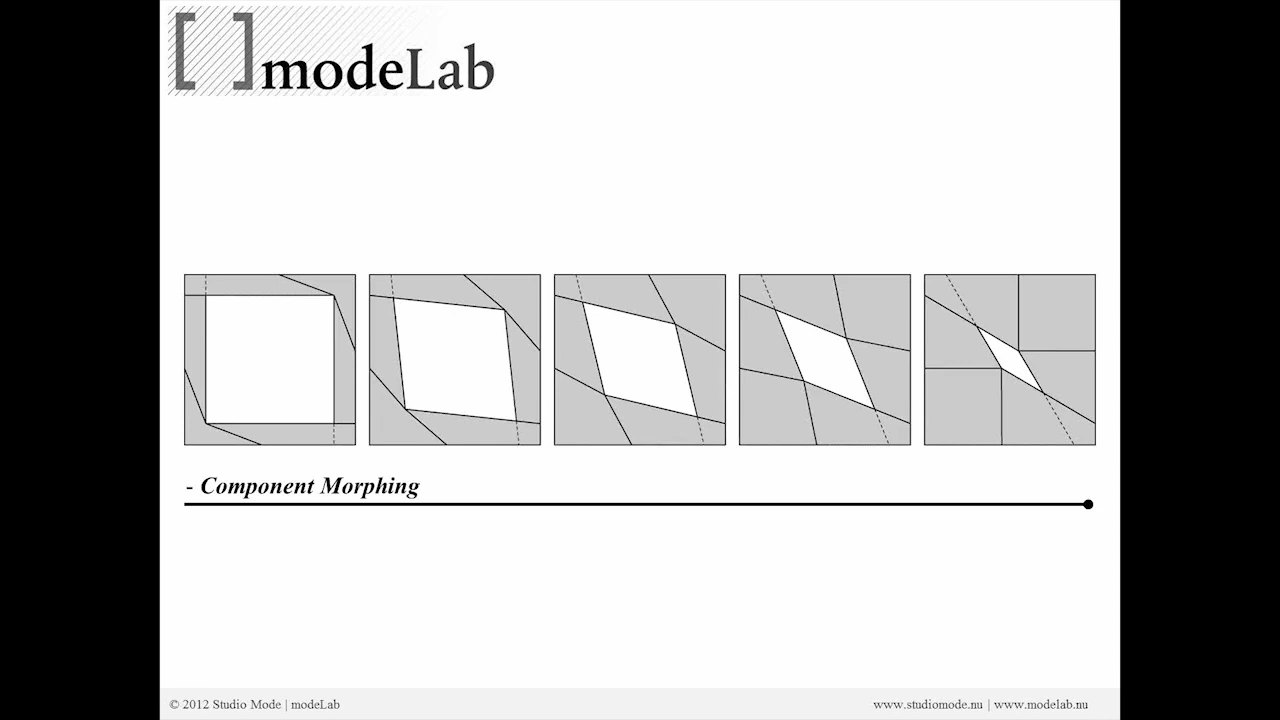 [ ] modeLab
- Component Morphing
© 2012 Studio Mode | modeLab
www.studiomode.nu | www.modelab.nu